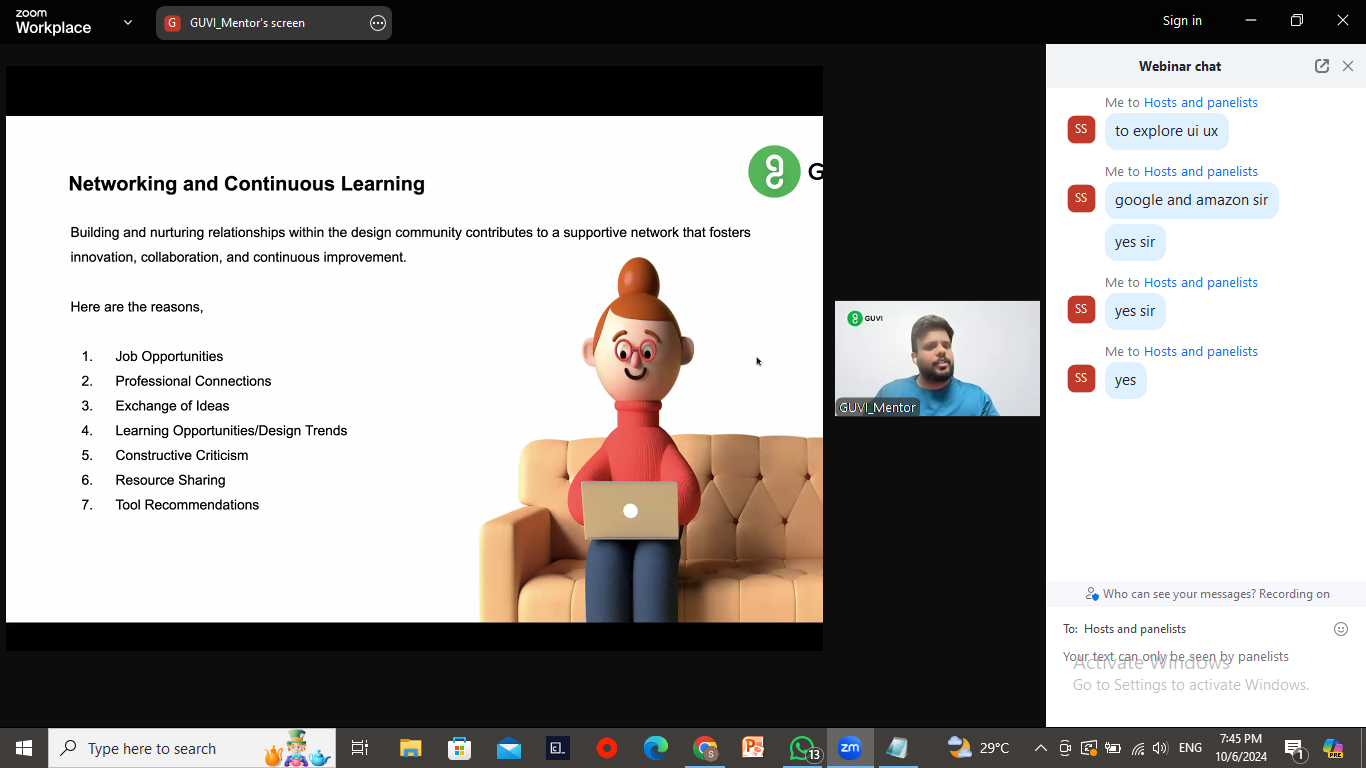 zoom
Workplace
G GUVI_Mentor's screen
Sign in
Networking and Continuous Learning
G
Building and nurturing relationships within the design community contributes to a supportive network that fosters
innovation, collaboration, and continuous improvement.
Here are the reasons,
1. Job Opportunities
2. Professional Connections
3. Exchange of Ideas
4. Learning Opportunities/Design Trends
5. Constructive Criticism
6. Resource Sharing
7. Tool Recommendations
GUVI
GUVI_Mentor
Webinar chat
Me to Hosts and panelists
SS to explore ui ux
Me to Hosts and panelists
SS google and amazon sir
yes sir
Me to Hosts and panelists
SS yes sir
Me to Hosts and panelists
SS yes
Who can see your messages? Recording on
To: Hosts and panelists
Your text can only be seen by panelists
Activate Windows
Go to Settings to activate Windows.
Type here to search
S
P
13
zm
29°C
ENG
7:45 PM
10/6/2024
1
PRE